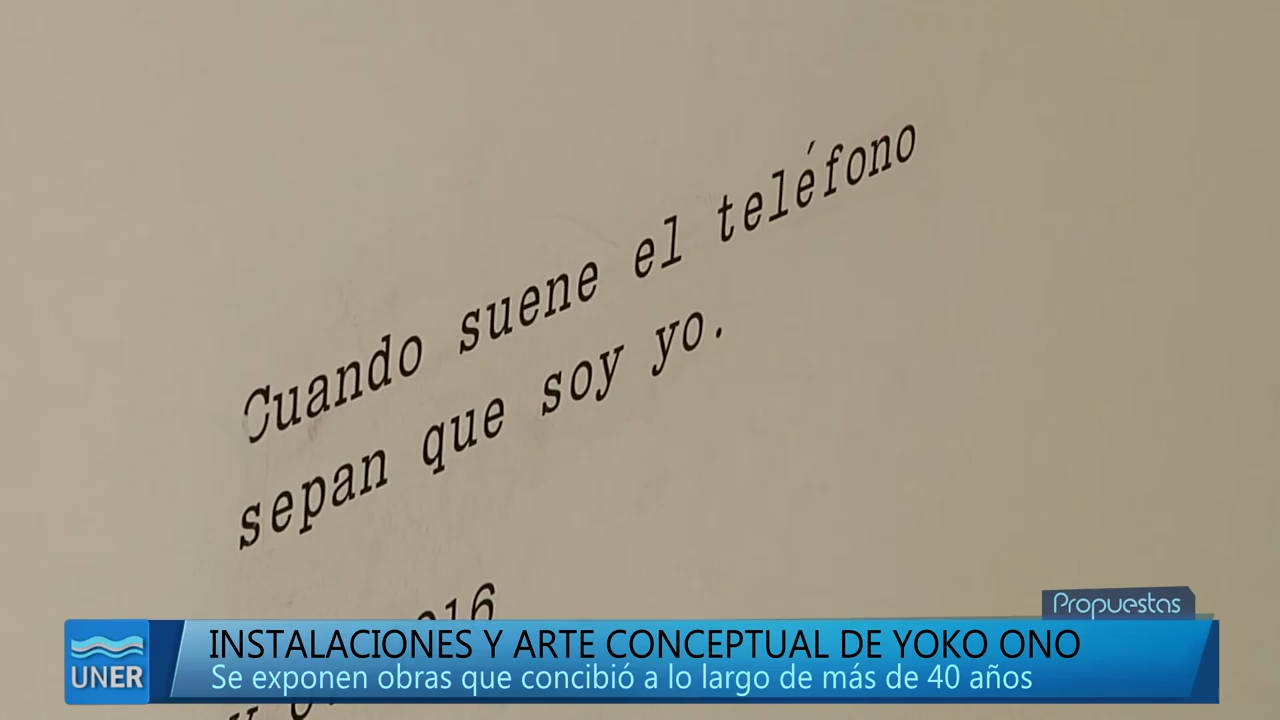 Cuando suene el teléfono
sepan que soy yo.
Propuestas
INSTALACIONES Y ARTE CONCEPTUAL DE YOKO ONO
Se exponen obras que concibió a lo largo de más de 40 años
UNER